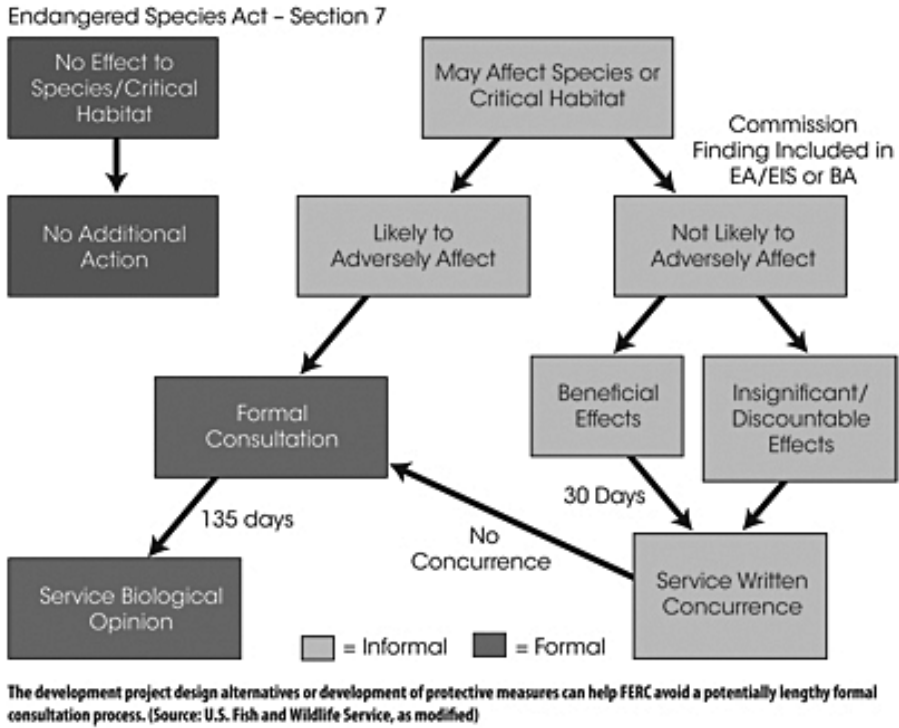 Endangered Species Act – Section 7
No Effect to
Species/Critical
Habitat
May Affect Species or
Critical Habitat
Commission
Finding Included in
EA/EIS or BA
No Additional
Action
Likely to
Adversely Affect
Not Likely to
Adversely Affect
Formal
Consultation
Beneficial
Effects
Insignificant/
Discountable
Effects
135 days
30 Days
No
Concurrence
Service Biological
Opinion
Service Written
Concurrence
= Informal
= Formal
The development project design alternatives or development of protective measures can help FERC avoid a potentially lengthy formal
consultation process. (Source: U.S. Fish and Wildlife Service, as modified)